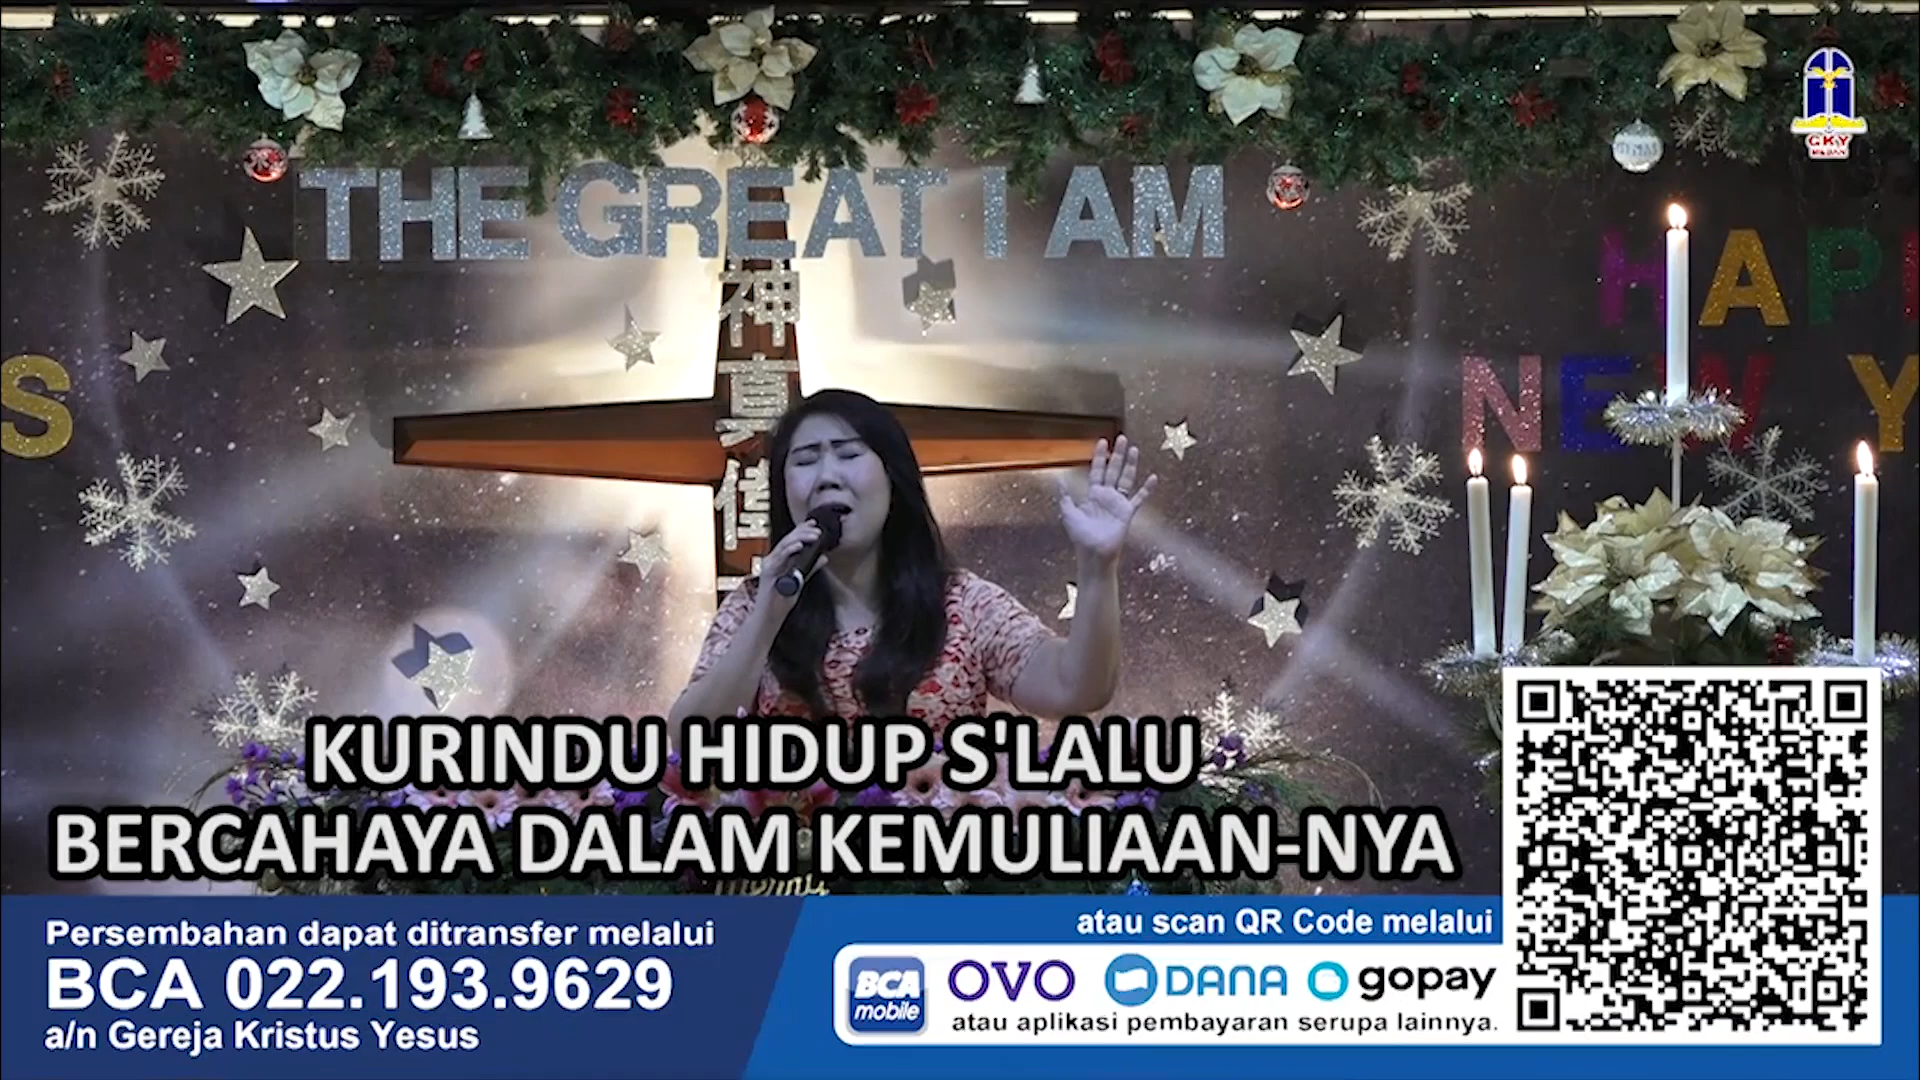 THE GREAT I AM
GKY
MEDAN
神
真
HAPP
S
NEW Y
KURINDU HIDUP S'LALU
BERCAHAYA DALAM KEMULIAAN-NYA
Persembahan dapat ditransfer melalui
BCA 022.193.9629
a/n Gereja Kristus Yesus
atau scan QR Code melalui
BCA mobile OVO DANA gopay
atau aplikasi pembayaran serupa lainnya.